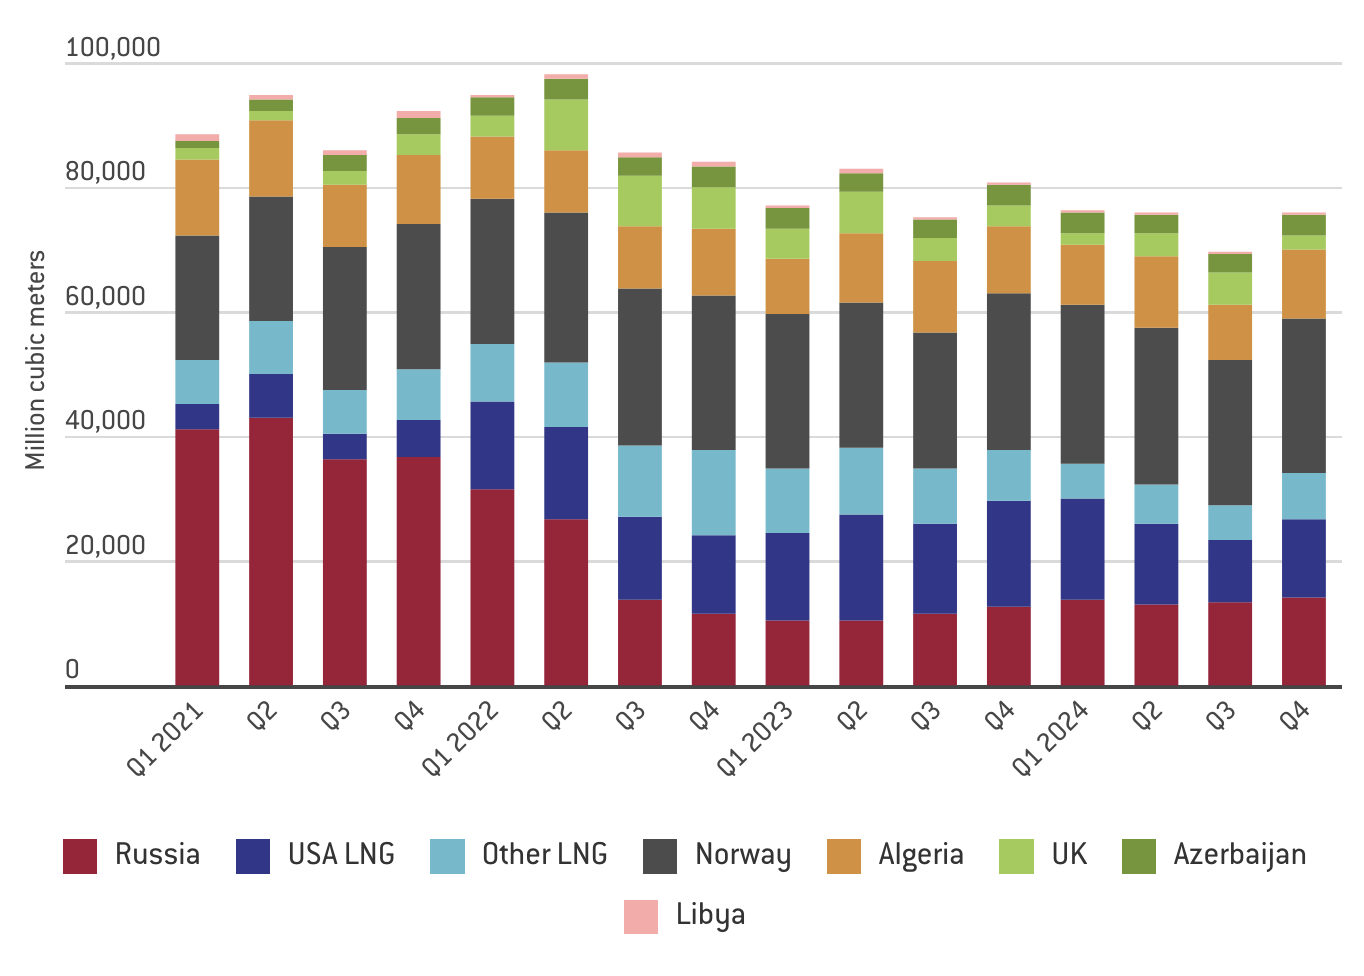 100,000
80,000
60,000
40,000
20,000
0
Million cubic meters
Q1 2021
Q2
Q3
Q4
Q1 2022
Q2
Q3
Q4
Q1 2023
Q2
Q3
Q4
Q1 2024
Q2
Q3
Q4
Russia
USA LNG
Other LNG
Norway
Algeria
UK
Azerbaijan
Libya